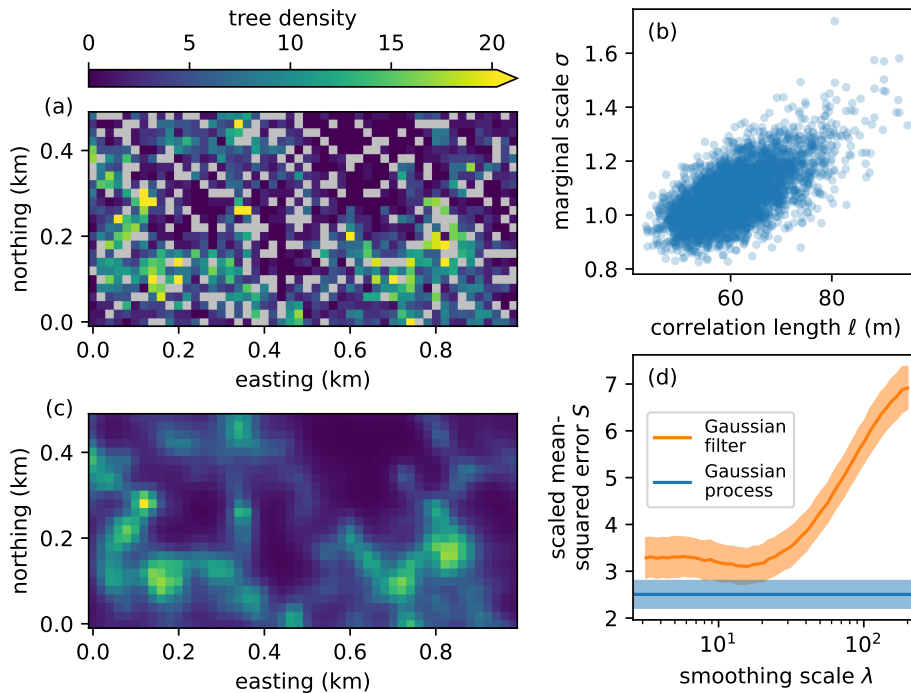 tree density
0 5 10 15 20
(a)
northing (km)
0.4
0.2
0.0
0.0 0.2 0.4 0.6 0.8
easting (km)
(b)
marginal scale σ
1.6
1.4
1.2
1.0
0.8
60 80
correlation length ℓ (m)
(c)
northing (km)
0.4
0.2
0.0
0.0 0.2 0.4 0.6 0.8
easting (km)
(d)
scaled mean-
squared error S
7
6
5
4
3
2
Gaussian
filter
Gaussian
process
10¹ 10²
smoothing scale λ